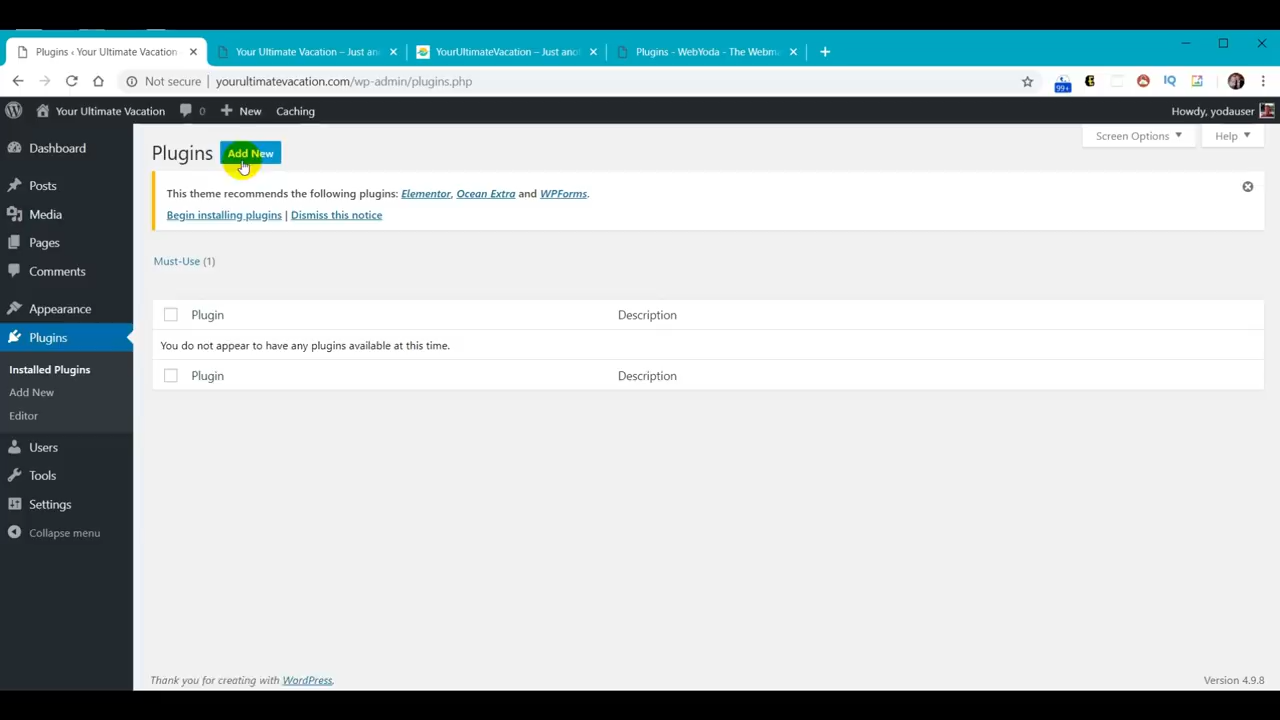 Plugins ‹ Your Ultimate Vacation
Your Ultimate Vacation – Just an
YourUltimateVacation – Just anot
Plugins - WebYoda - The Webma
Not secure | yourultimatevacation.com/wp-admin/plugins.php
99+
IQ
Your Ultimate Vacation
0
New
Caching
Howdy, yodauser
Dashboard
Posts
Media
Pages
Comments
Appearance
Plugins
Installed Plugins
Add New
Editor
Users
Tools
Settings
Collapse menu
Screen Options
Help
Plugins
Add New
This theme recommends the following plugins: Elementor, Ocean Extra and WPForms.
Begin installing plugins | Dismiss this notice
Must-Use (1)
Plugin Description
You do not appear to have any plugins available at this time.
Plugin Description
Thank you for creating with WordPress.
Version 4.9.8